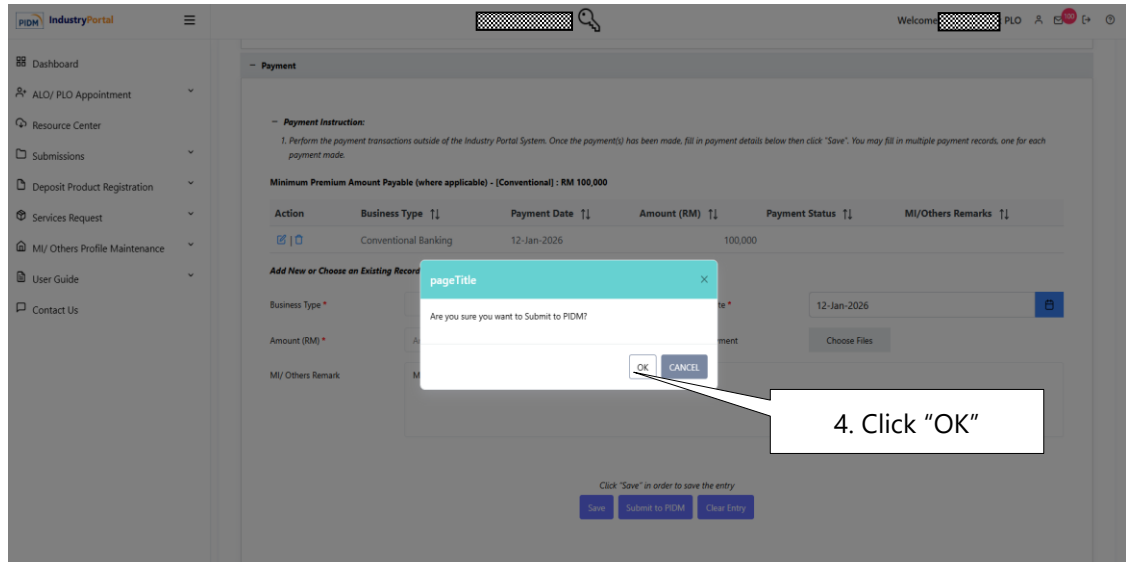 PIDM IndustryPortal
Welcome PLO 100
Dashboard
ALO/ PLO Appointment
Resource Center
Submissions
Deposit Product Registration
Services Request
MI/ Others Profile Maintenance
User Guide
Contact Us
Payment
Payment Instruction:
1. Perform the payment transactions outside of the Industry Portal System. Once the payment(s) has been made, fill in payment details below then click "Save". You may fill in multiple payment records, one for each
payment made.
Minimum Premium Amount Payable (where applicable) - [Conventional] : RM 100,000
Action Business Type Payment Date Amount (RM) Payment Status MI/Others Remarks
Conventional Banking 12-Jan-2026 100,000
Add New or Choose an Existing Record
pageTitle
Are you sure you want to Submit to PIDM?
OK CANCEL
Business Type * te * 12-Jan-2026
Amount (RM) * A ment Choose Files
MI/ Others Remark M
4. Click "OK"
Click "Save" in order to save the entry
Save Submit to PIDM Clear Entry